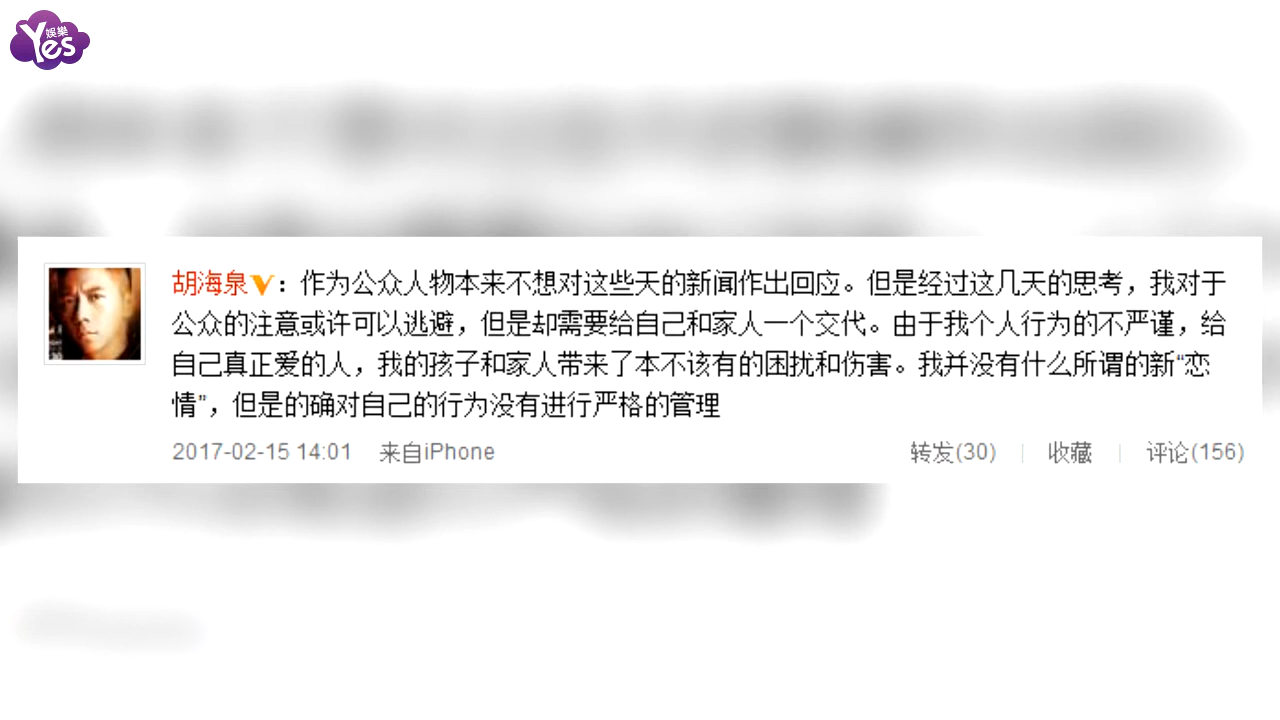 娛樂
Yes
胡海泉V：作为公众人物本来不想对这些天的新闻作出回应。但是经过这几天的思考，我对于
公众的注意或许可以逃避，但是却需要给自己和家人一个交代。由于我个人行为的不严谨，给
自己真正爱的人，我的孩子和家人带来了本不该有的困扰和伤害。我并没有什么所谓的新“恋
情”，但是的确对自己的行为没有进行严格的管理
2017-02-15 14:01 来自iPhone 转发(30) | 收藏 | 评论(156)